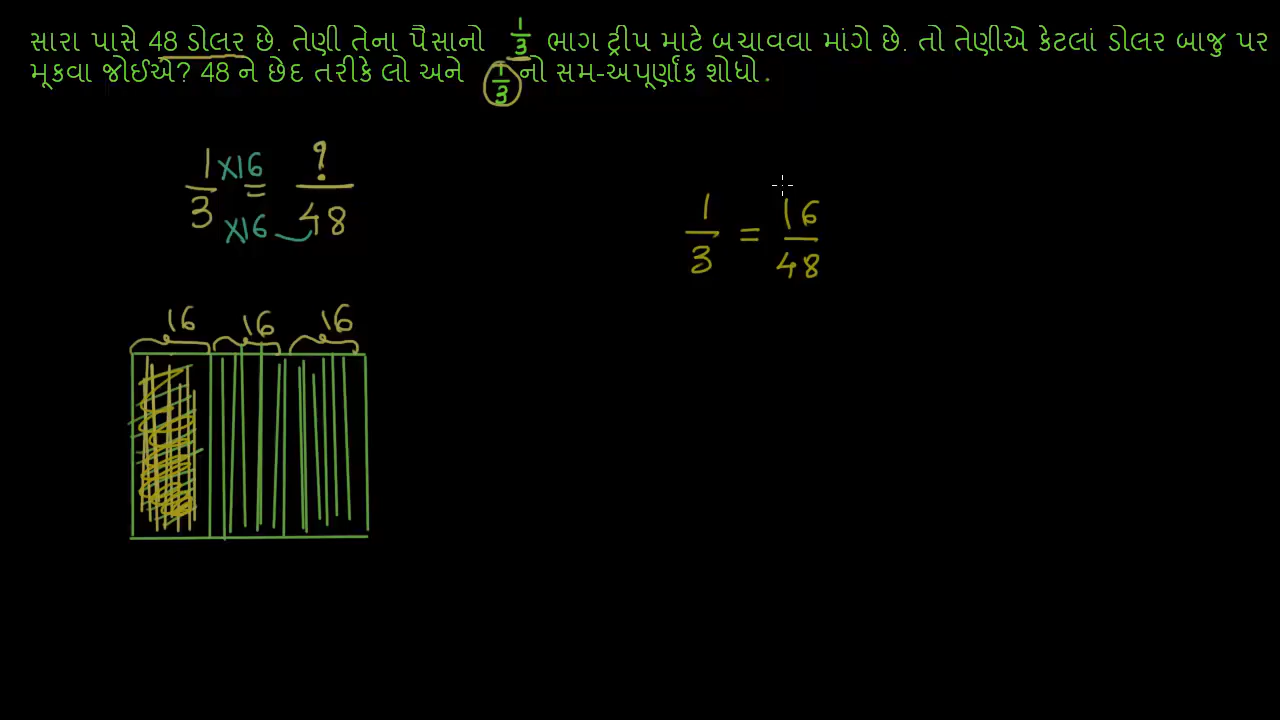 સારા પાસે 48 ડોલર છે. તેણી તેના પૈસાનો 1/3 ભાગ ટ્રીપ માટે બચાવવા માંગે છે. તો તેણીએ કેટલાં ડોલર બાજુ પર
મૂકવા જોઈએ? 48 ને છેદ તરીકે લો અને 1/3 નો સમ-અપૂર્ણાંક શોધો .
1/3 ×16 ×16 = ?/48
1/3 = 16/48
16 16 16